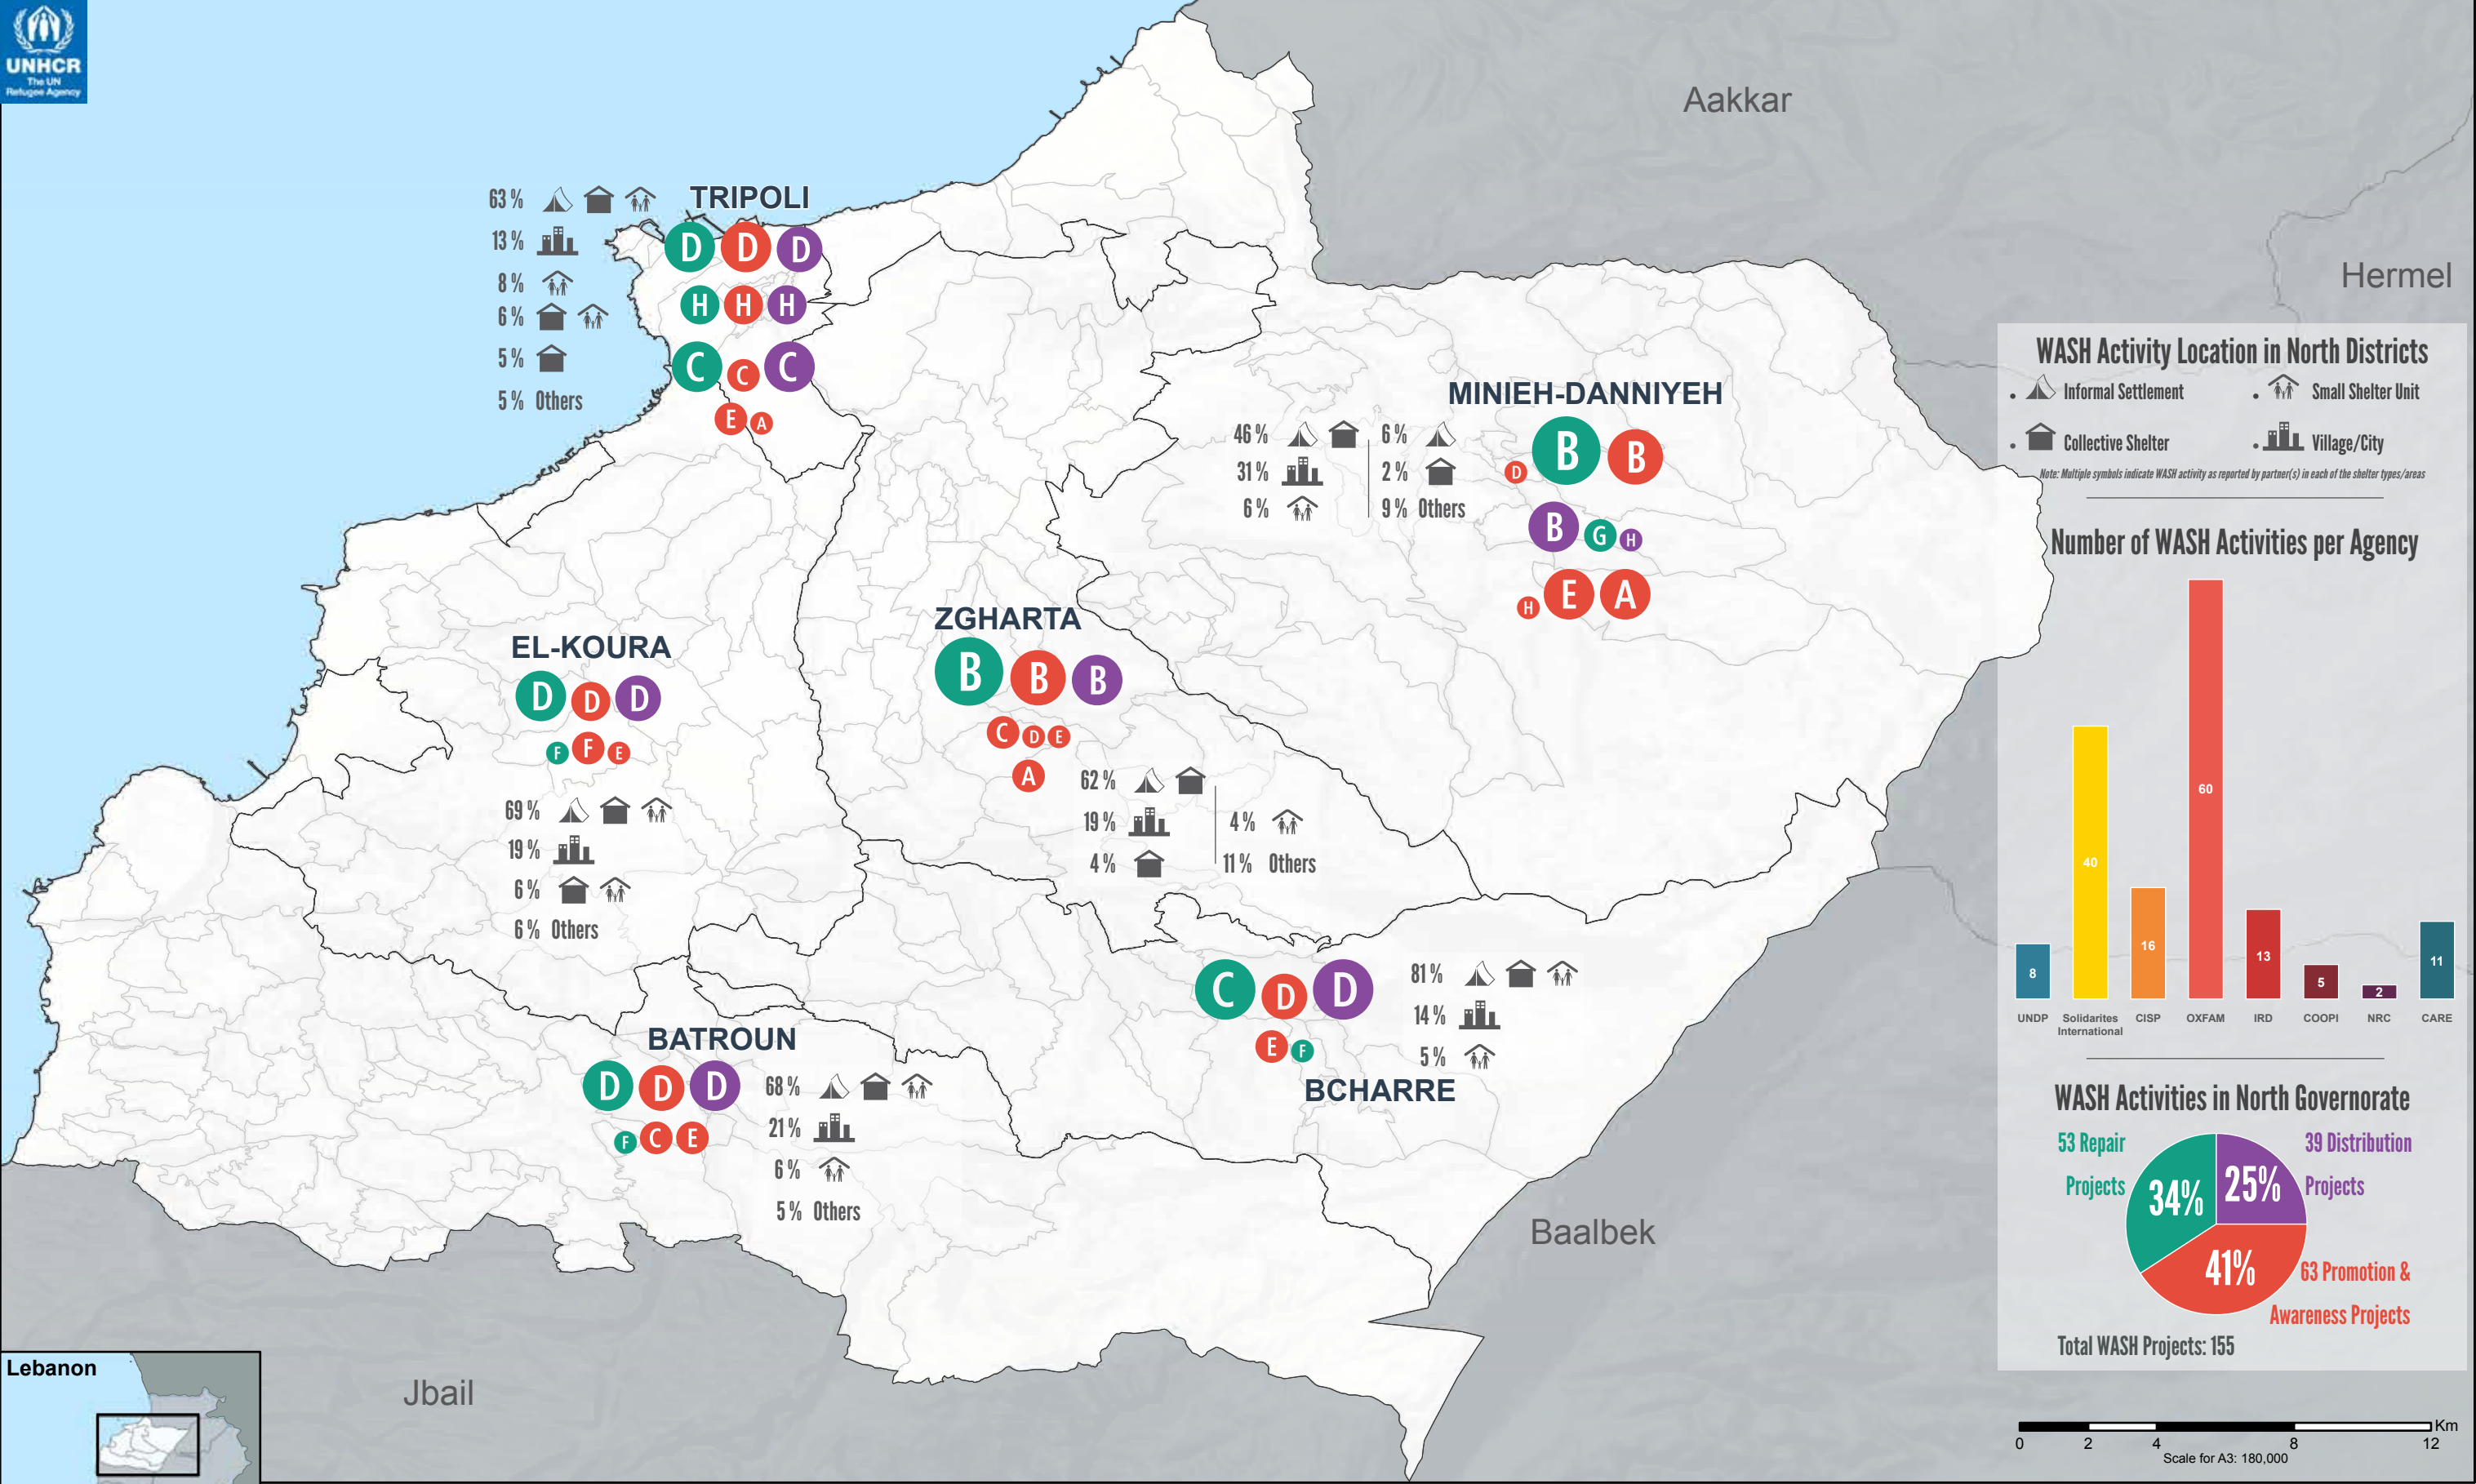 UNHCR
The UN
Refugee Agency
Aakkar
Hermel
TRIPOLI
63 %
13 %
8 %
6 %
5 %
5 % Others
D D D
H H H
C C C
E A
MINIEH-DANNIYEH
46 % 6 %
31 % 2 %
6 % 9 % Others
D B B
B G H
H E A
EL-KOURA
D D D
F F E
69 %
19 %
6 %
6 % Others
ZGHARTA
B B B
C D E
A
62 %
19 % 4 %
4 % 11 % Others
BATROUN
D D D
F C E
68 %
21 %
6 %
5 % Others
C D D
E F
BCHARRE
81 %
14 %
5 %
Baalbek
Jbail
Lebanon
WASH Activity Location in North Districts
• Informal Settlement • Small Shelter Unit
• Collective Shelter • Village/City
Note: Multiple symbols indicate WASH activity as reported by partner(s) in each of the shelter types/areas
Number of WASH Activities per Agency
8 40 16 60 13 5 2 11
UNDP Solidarites CISP OXFAM IRD COOPI NRC CARE
International
WASH Activities in North Governorate
53 Repair
Projects
39 Distribution
Projects
34% 25%
41%
63 Promotion &
Awareness Projects
Total WASH Projects: 155
Km
0 2 4 8 12
Scale for A3: 180,000